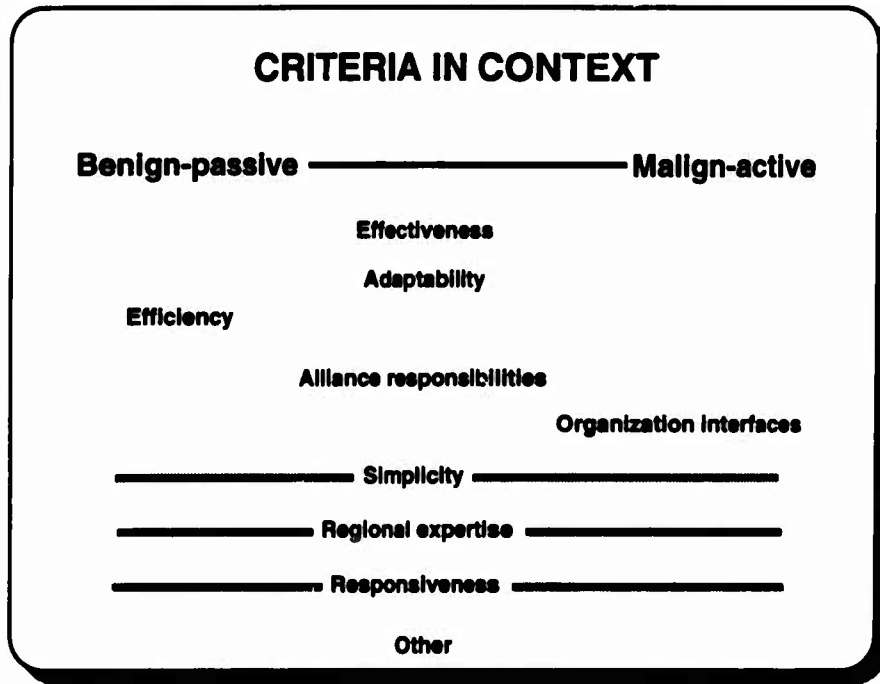 CRITERIA IN CONTEXT
Benign-passive Malign-active
Effectiveness
Adaptability
Efficiency
Alliance responsibilities
Organization interfaces
Simplicity
Regional expertise
Responsiveness
Other